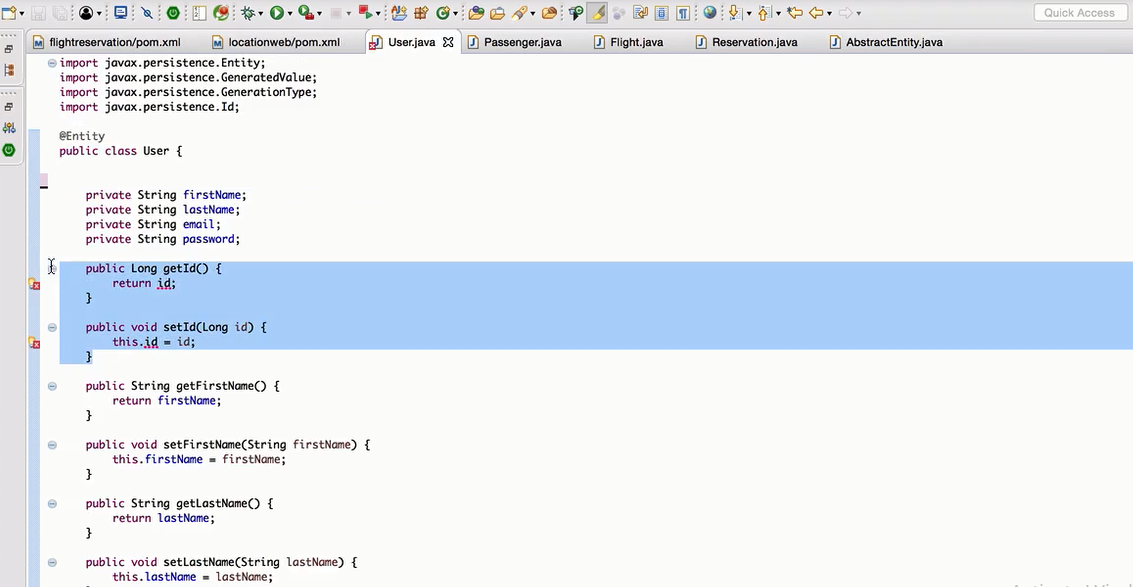 Quick Access
flightreservation/pom.xml locationweb/pom.xml User.java Passenger.java Flight.java Reservation.java AbstractEntity.java
import javax.persistence.Entity;
import javax.persistence.GeneratedValue;
import javax.persistence.GenerationType;
import javax.persistence.Id;
@Entity
public class User {
private String firstName;
private String lastName;
private String email;
private String password;
public Long getId() {
return id;
}
public void setId(Long id) {
this.id = id;
}
public String getFirstName() {
return firstName;
}
public void setFirstName(String firstName) {
this.firstName = firstName;
}
public String getLastName() {
return lastName;
}
public void setLastName(String lastName) {
this.lastName = lastName;